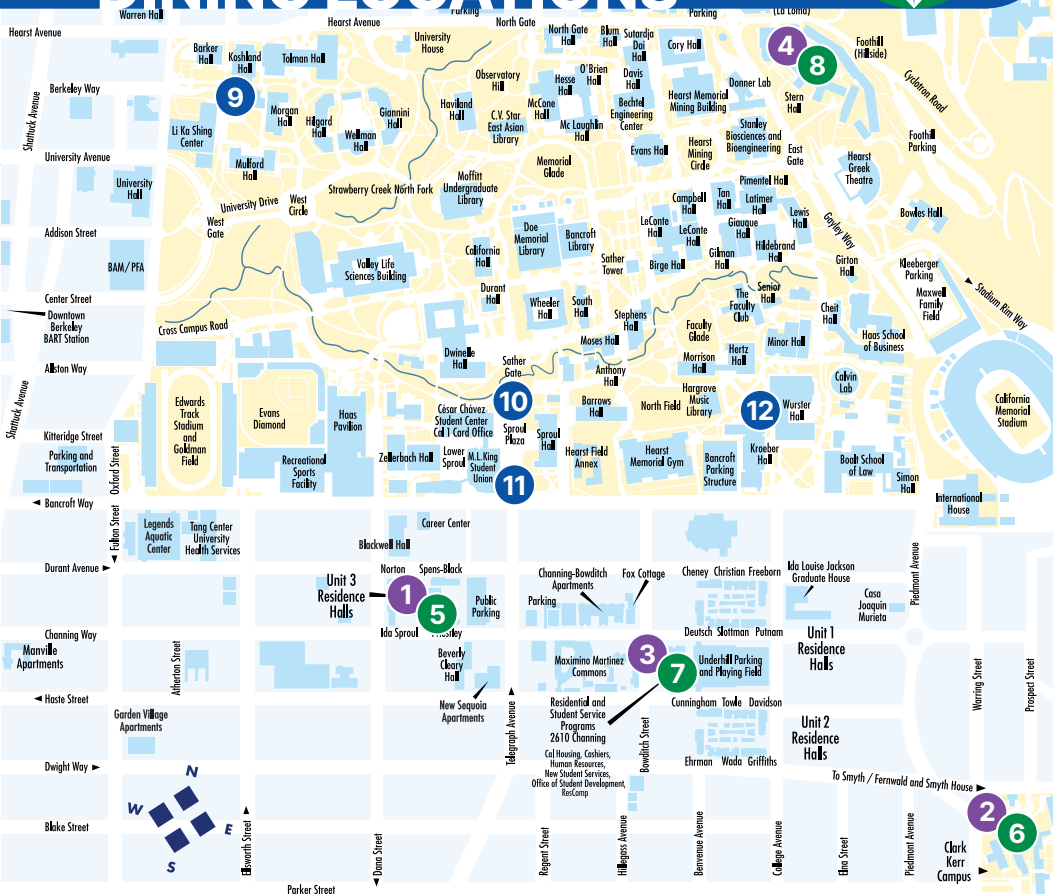 DINING LOCATIONS
Warren Hall
Hearst Avenue
Hearst Avenue
North Gate
Parking
Parking
(La Loma)
4
8
Foothill
(Hillside)
Cyclotron Road
Barker
Hall
Koshland
Hall
Tolman Hall
University
House
North Gate
Hall
Blum
Hall
Sutardja
Dai
Hall
Cory Hall
Shattuck Avenue
Berkeley Way
9
Observatory
Hill
Hesse
Hall
O'Brien
Hall
Davis
Hall
Donner Lab
Stern
Hall
Li Ka Shing
Center
Morgan
Hall
Hilgard
Hall
Wellman
Hall
Giannini
Hall
Haviland
Hall
C.V. Star
East Asian
Library
McCone
Hall
Mc Laughlin
Hall
Bechtel
Engineering
Center
Hearst Memorial
Mining Building
Stanley
Biosciences and
Bioengineering
East
Gate
Foothill
Parking
University Avenue
Mulford
Hall
Evans Hall
Hearst
Mining
Circle
Hearst
Greek
Theatre
University
Hall
Strawberry Creek North Fork
Moffitt
Undergraduate
Library
Memorial
Glade
Pimentel Hall
University Drive
West
Circle
West
Gate
Campbell
Hall
Tan
Hall
Latimer
Hall
Lewis
Hall
Gayley Way
Bowles Hall
Addison Street
LeConte
Hall
LeConte
Hall
Giauque
Hall
Hildebrand
Hall
Doe
Memorial
Library
Bancroft
Library
California
Hall
Sather
Tower
Birge Hall
Gilman
Hall
Girton
Hall
Kleeberger
Parking
BAM/PFA
Valley Life
Sciences Building
Maxwell
Family
Field
Stadium Rim Way
Center Street
Downtown
Berkeley
BART Station
Durant
Hall
Wheeler
Hall
South
Hall
Stephens
Hall
The
Faculty
Club
Senior
Hall
Cheit
Hall
Haas School
of Business
Cross Campus Road
Faculty
Glade
Moses Hall
Morrison
Hall
Hertz
Hall
Minor Hall
Dwinelle
Hall
Sather
Gate
Allston Way
Anthony
Hall
Calvin
Lab
Shattuck Avenue
Edwards
Track
Stadium
and
Goldman
Field
Evans
Diamond
Haas
Pavilion
César Chávez
Student Center
Cal 1 Card Office
10
Barrows
Hall
North Field
Hargrove
Music
Library
12
Wurster
Hall
California
Memorial
Stadium
Kitteridge Street
Parking and
Transportation
Oxford Street
Recreational
Sports
Facility
Zellerbach Hall
Lower
Sproul
M.L.King
Student
Union
Sproul
Plaza
Sproul
Hall
Hearst Field
Annex
Hearst
Memorial Gym
Bancroft
Parking
Structure
Kroeber
Hall
Boalt School
of Law
Simon
Hall
11
International
House
Bancroft Way
Fulton Street
Legends
Aquatic
Center
Tang Center
University
Health Services
Career Center
Blackwell Hall
Durant Avenue
Norton
Spens-Black
Unit 3
Residence
Halls
1
5
Public
Parking
Ida Sproul
Channing-Bowditch
Apartments
Fox Cottage
Parking
Cheney Christian Freeborn
Ida Louise Jackson
Graduate House
Casa
Joaquin
Murieta
Piedmont Avenue
Channing Way
Manville
Apartments
Atherton Street
Beverly
Cleary
Hall
Maximino Martinez
Commons
3
7
Deutsch Slottman Putnam
Underhill Parking
and Playing Field
Unit 1
Residence
Halls
Warring Street
Prospect Street
Haste Street
Garden Village
Apartments
New Sequoia
Apartments
Telegraph Avenue
Residential and
Student Service
Programs
2610 Channing
Cal Housing, Cashiers,
Human Resources,
New Student Services,
Office of Student Development,
ResComp
Bowditch Street
Cunningham Towle Davidson
Unit 2
Residence
Halls
Ehrman Wada Griffiths
Dwight Way
To Smyth / Fernwald and Smyth House
N
W
E
S
2
6
Blake Street
Ellsworth Street
Dana Street
Regent Street
Hillegass Avenue
Benvenue Avenue
College Avenue
Etna Street
Piedmont Avenue
Clark
Kerr
Campus
Parker Street